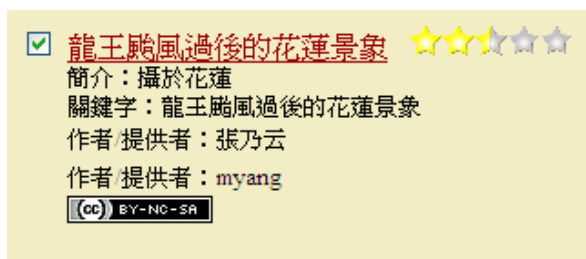 龍王颱風過後的花蓮景象
簡介：攝於花蓮
關鍵字：龍王颱風過後的花蓮景象
作者/提供者：張乃云
作者/提供者：myang
(cc) BY-NC-SA